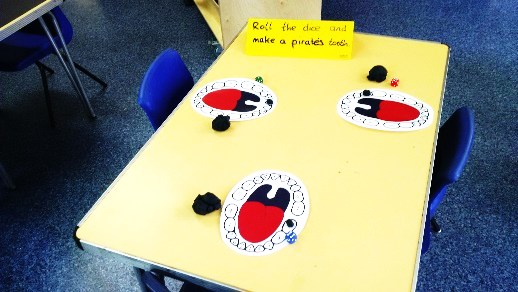 Roll the dice and
make a pirate's tooth